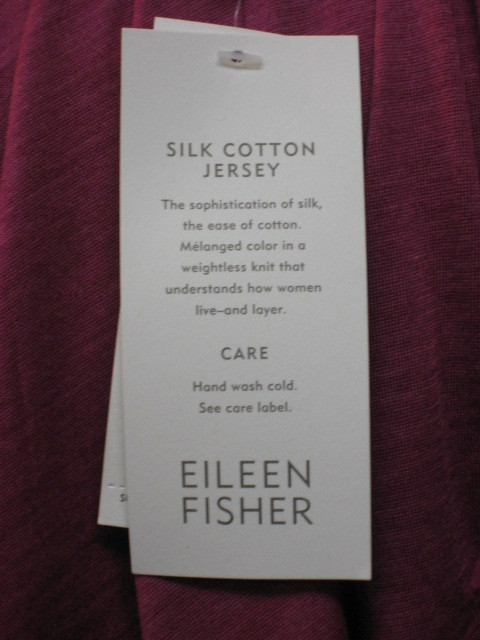 SILK COTTON
JERSEY
The sophistication of silk,
the ease of cotton.
Mélanged color in a
weightless knit that
understands how women
live–and layer.
CARE
Hand wash cold.
See care label.
EILEEN
FISHER